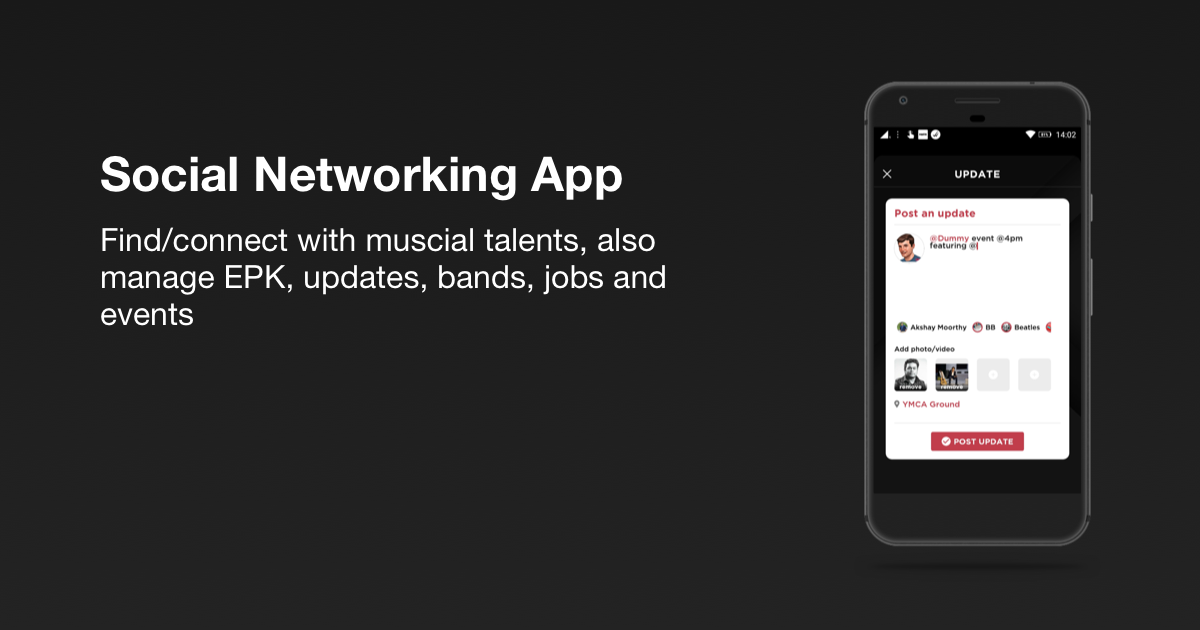 Social Networking App
Find/connect with muscial talents, also
manage EPK, updates, bands, jobs and
events
14:02
UPDATE
Post an update
@Dummy event @4pm
featuring @
Akshay Moorthy BB Beatles
Add photo/video
remove remove
YMCA Ground
POST UPDATE